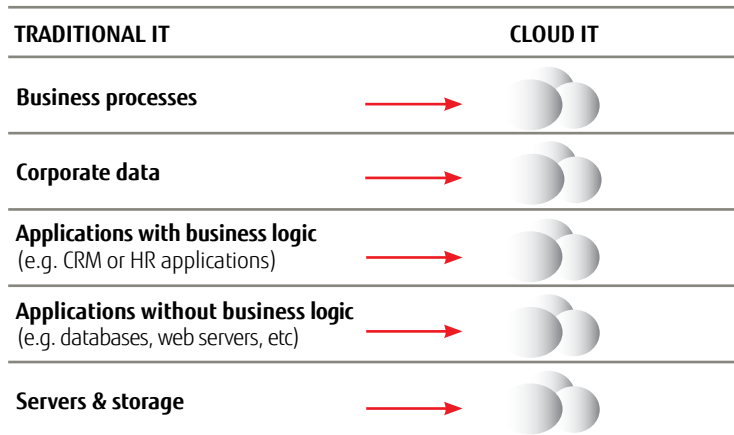 TRADITIONAL IT CLOUD IT
Business processes
Corporate data
Applications with business logic
(e.g. CRM or HR applications)
Applications without business logic
(e.g. databases, web servers, etc)
Servers & storage